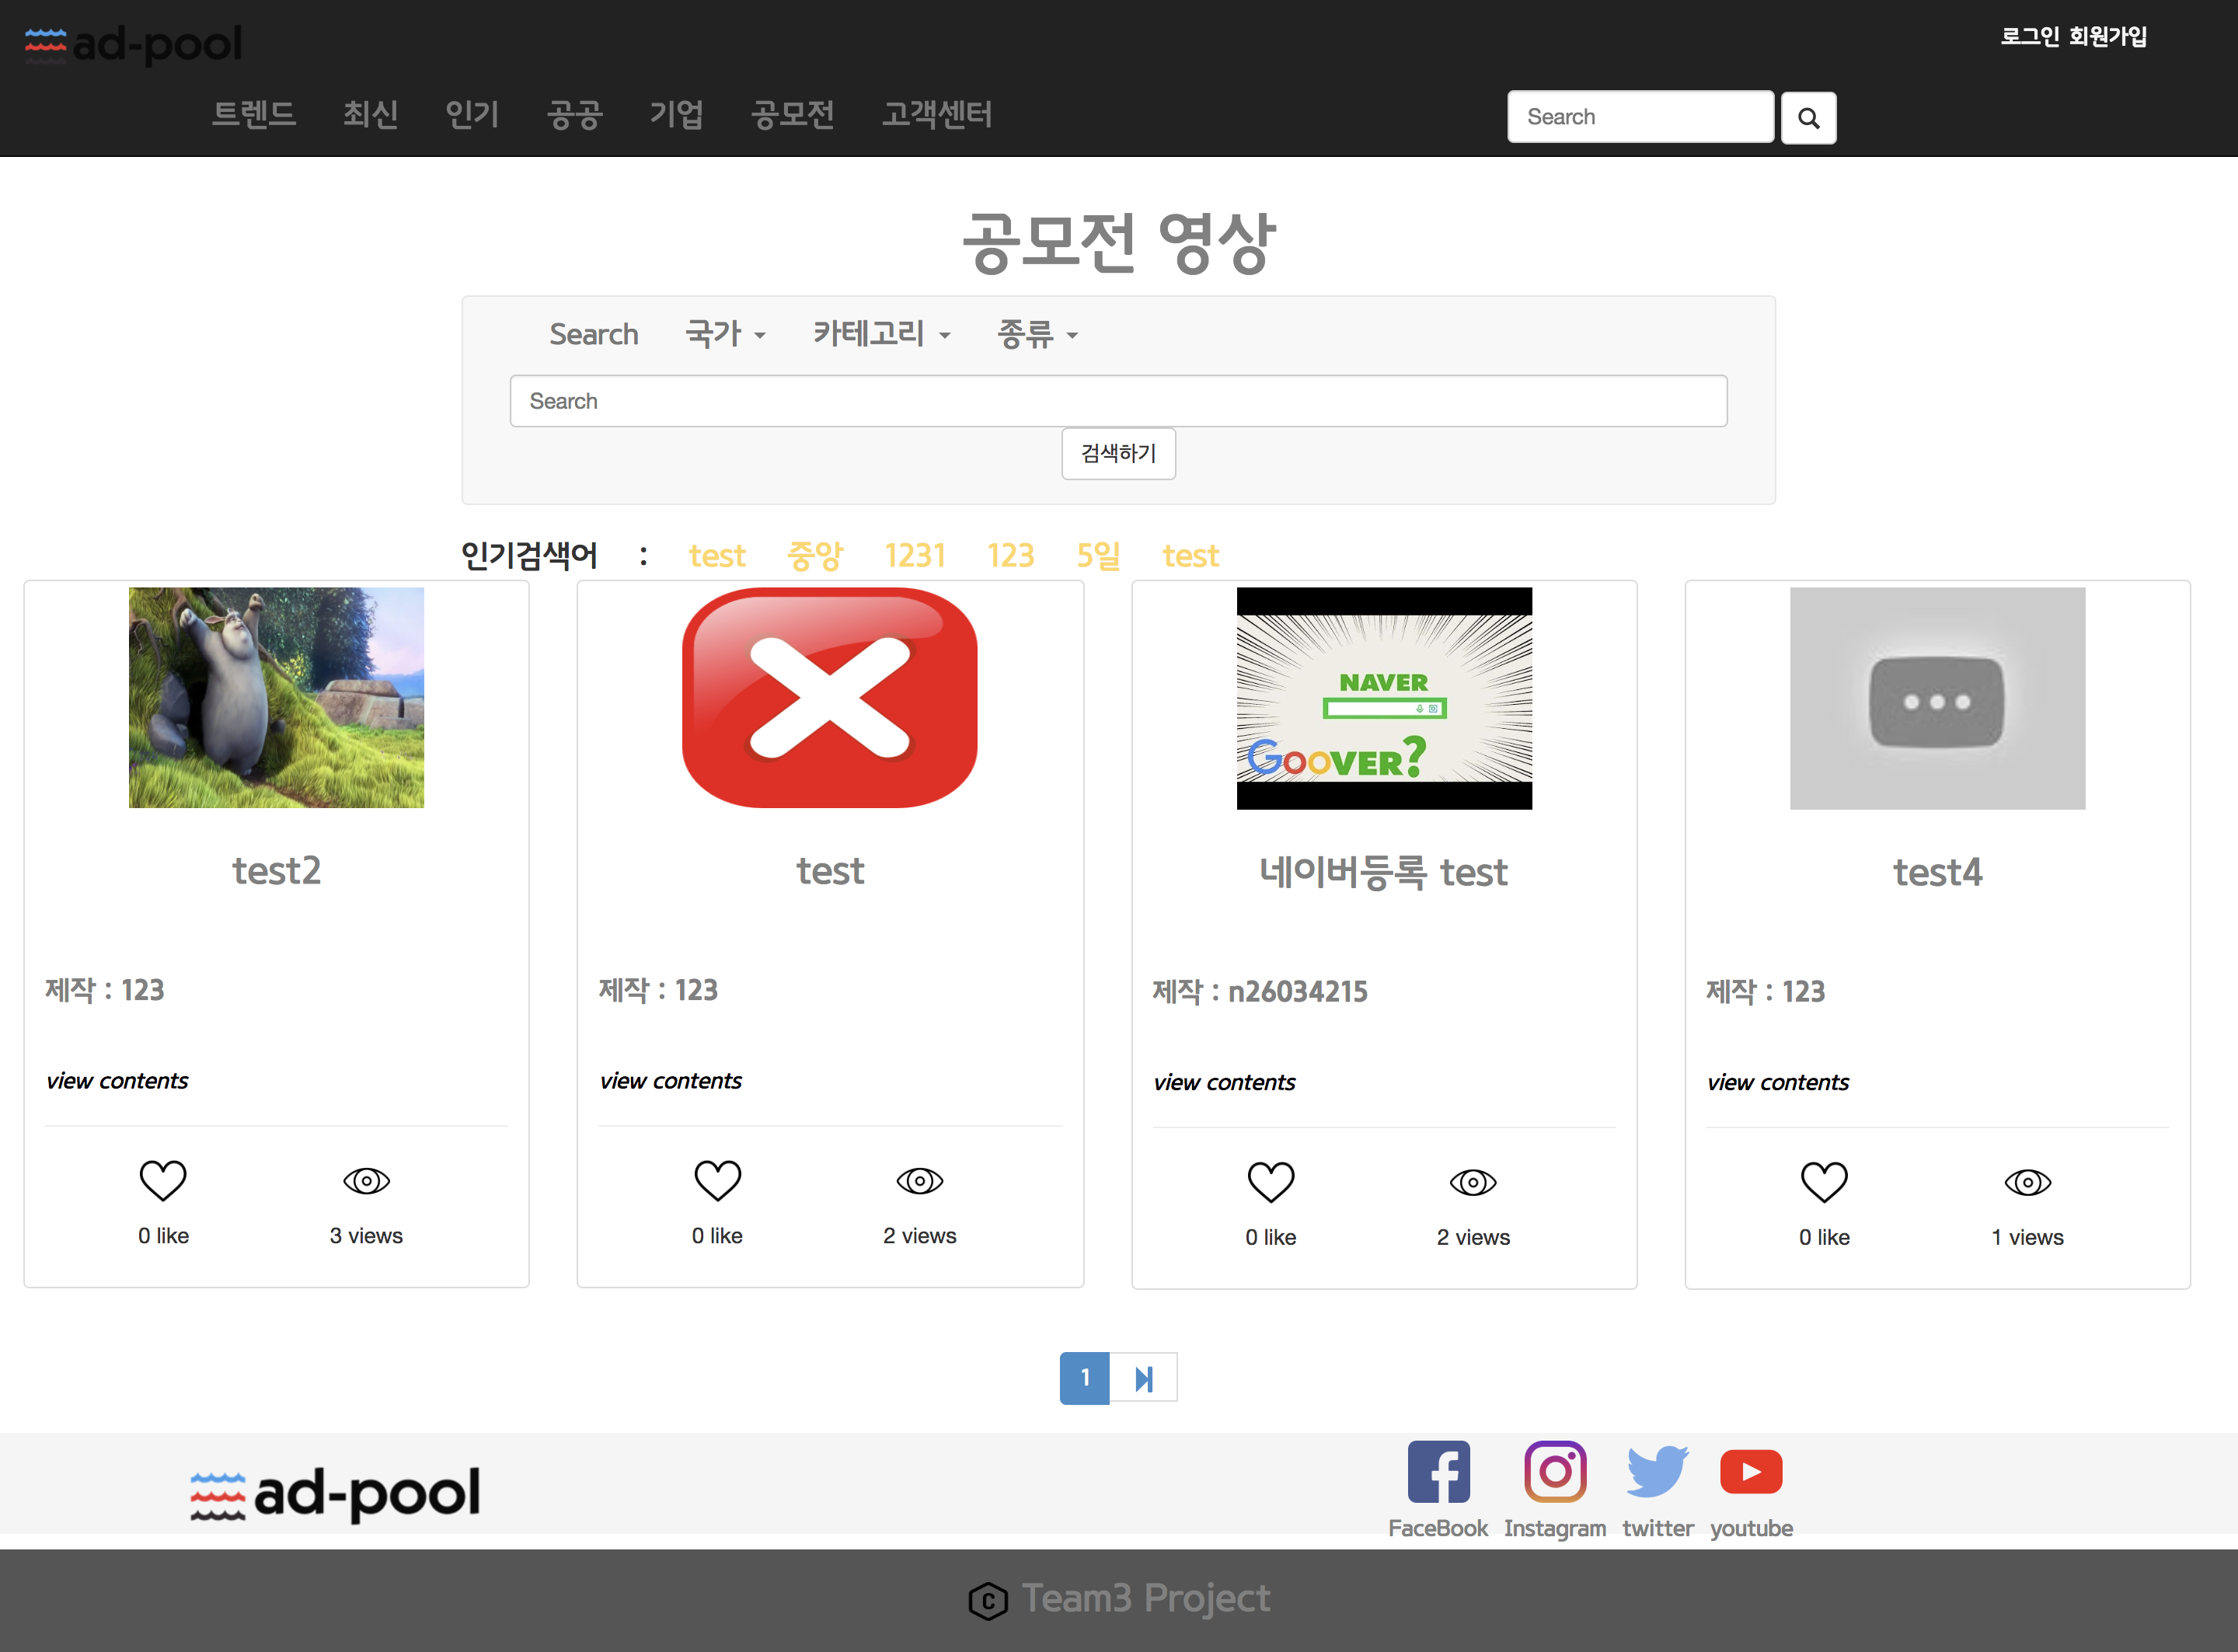 ad-pool
로그인 회원가입
트렌드 최신 인기 공공 기업 공모전 고객센터
Search
공모전 영상
Search 국가 카테고리 종류
Search
검색하기
인기검색어 : test 중앙 1231 123 5일 test
NAVER
GOOVER?
test2
test
네이버등록 test
test4
제작 : 123
제작 : 123
제작 : n26034215
제작 : 123
view contents
view contents
view contents
view contents
0 like 3 views
0 like 2 views
0 like 2 views
0 like 1 views
1
ad-pool
FaceBook Instagram twitter youtube
C Team3 Project